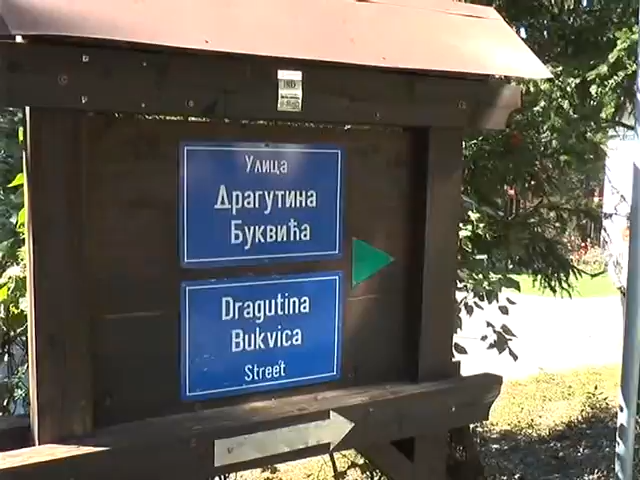 Улица
Драгутина
Буквића
Dragutina
Bukvica
Street